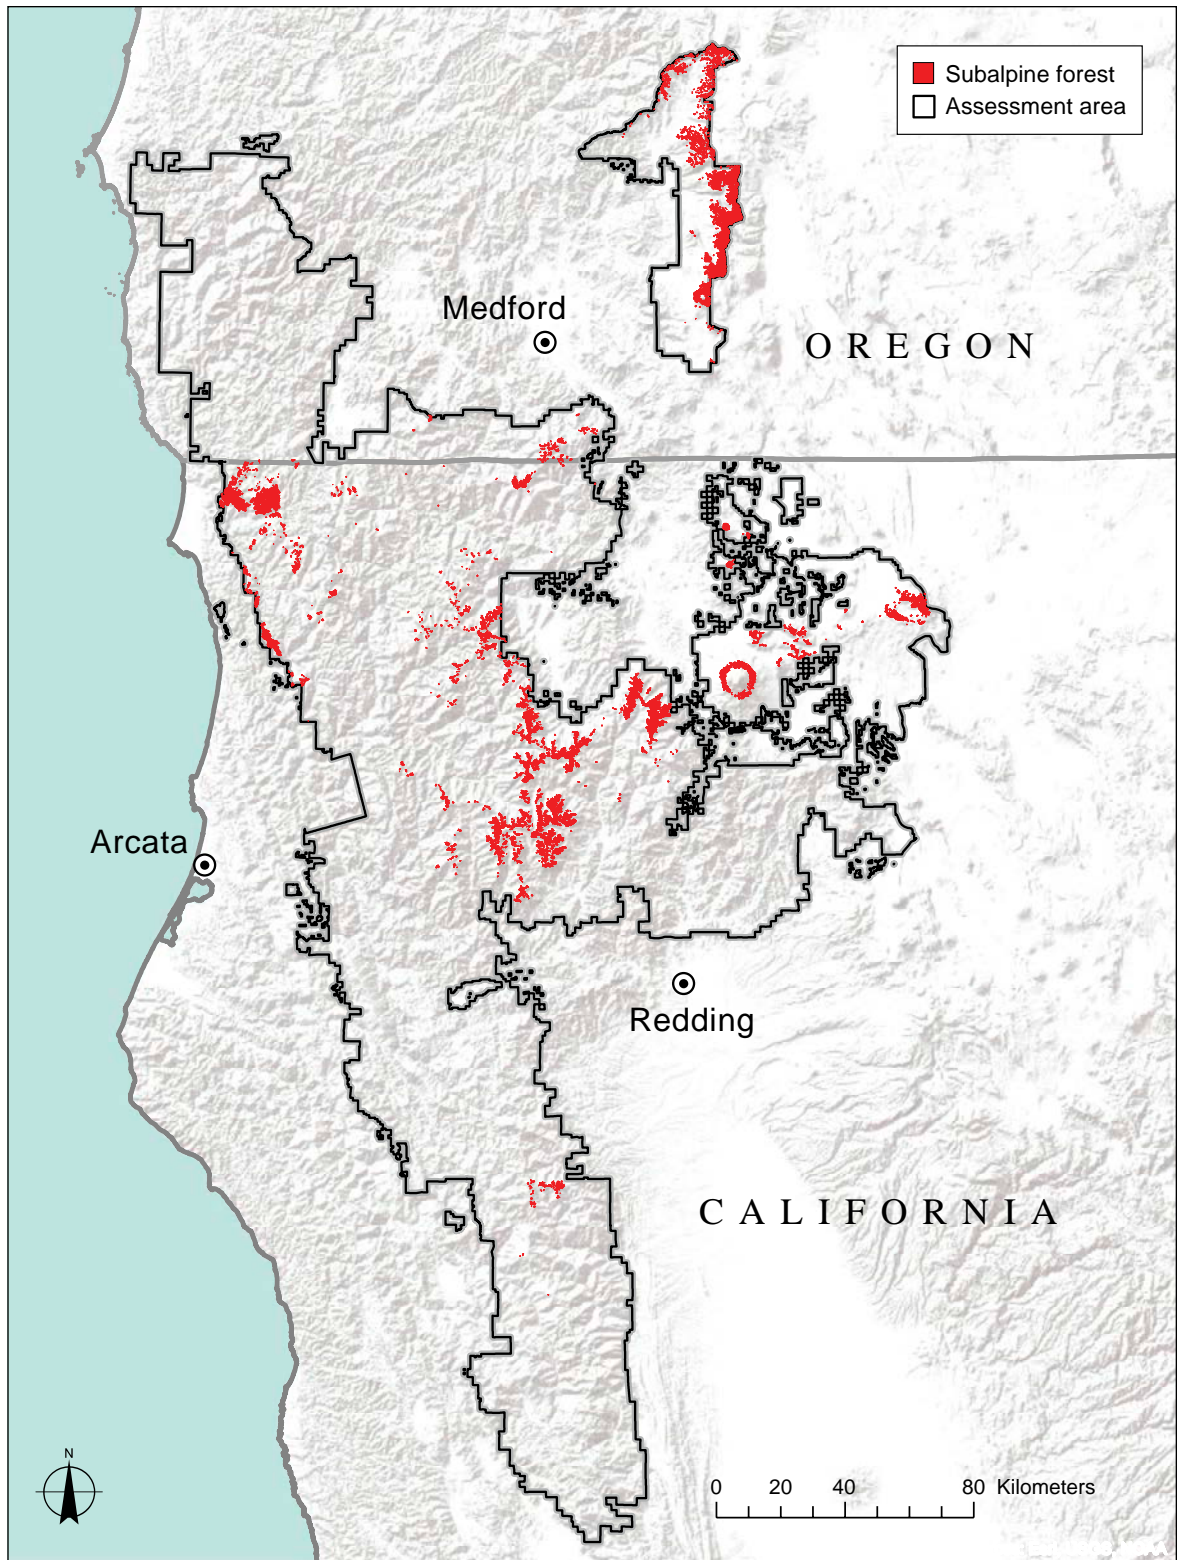 Subalpine forest
Assessment area
Medford
OREGON
Arcata
Redding
CALIFORNIA
N
0 20 40 80 Kilometers